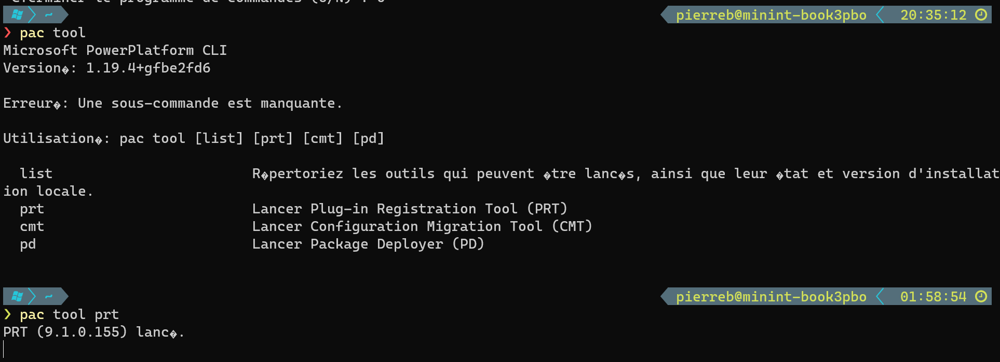 programme de commandes (O/N) ?
~ pierreb@minint-book3pbo 20:35:12
❯ pac tool
Microsoft PowerPlatform CLI
Version�: 1.19.4+gfbe2fd6
Erreur�: Une sous-commande est manquante.
Utilisation�: pac tool [list] [prt] [cmt] [pd]
list R�pertoriez les outils qui peuvent �tre lanc�s, ainsi que leur �tat et version d'installat
ion locale.
prt Lancer Plug-in Registration Tool (PRT)
cmt Lancer Configuration Migration Tool (CMT)
pd Lancer Package Deployer (PD)
~ pierreb@minint-book3pbo 01:58:54
❯ pac tool prt
PRT (9.1.0.155) lanc�.